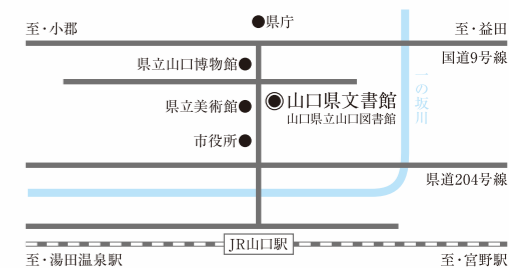 ●県庁
至・小郡
至・益田
国道9号線
県立山口博物館●
一の坂川
◉山口県文書館
県立美術館●
山口県立山口図書館
市役所●
県道204号線
JR山口駅
至・湯田温泉駅
至・宮野駅